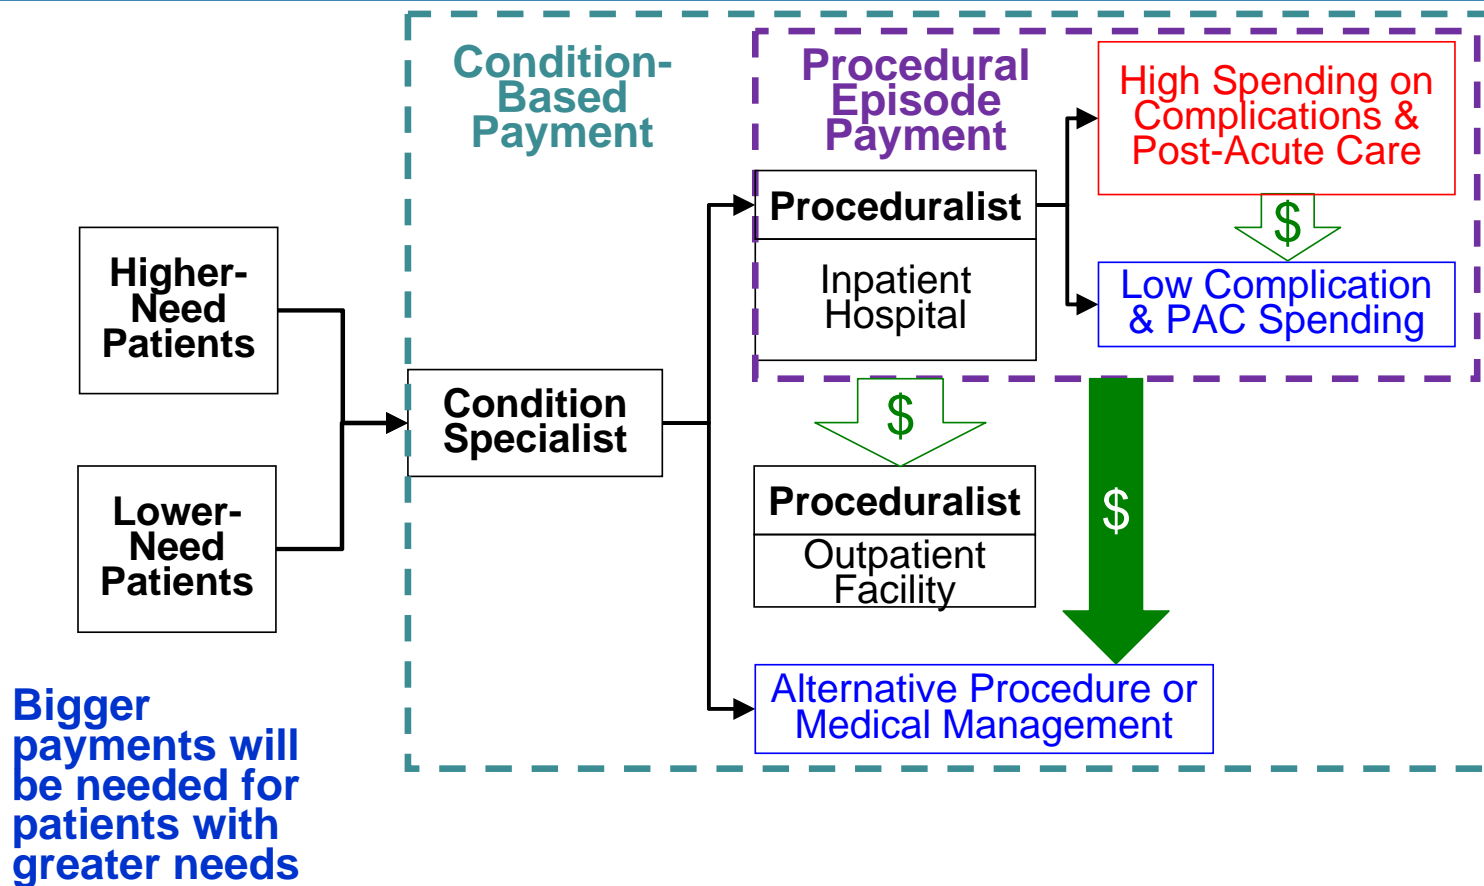 Condition-
Based
Payment
Procedural
Episode
Payment
High Spending on
Complications &
Post-Acute Care
$
Low Complication
& PAC Spending
Proceduralist
Inpatient
Hospital
Higher-
Need
Patients
Condition
Specialist
Lower-
Need
Patients
$
Proceduralist
Outpatient
Facility
$
Alternative Procedure or
Medical Management
Bigger
payments will
be needed for
patients with
greater needs